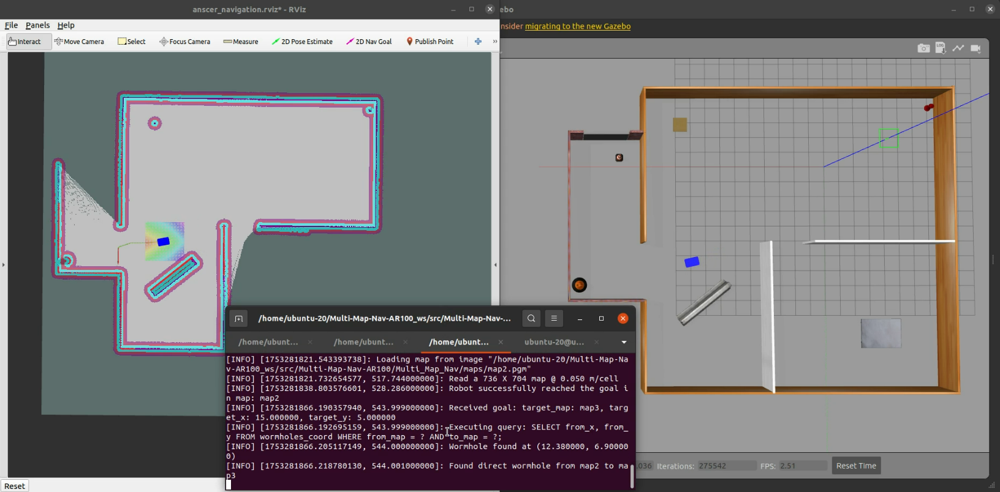 anscer_navigation.rviz* - RViz
ebo
File Panels Help
nsider migrating to the new Gazebo
Interact Move Camera Select Focus Camera Measure 2D Pose Estimate 2D Nav Goal Publish Point »
LOG
/home/ubuntu-20/Multi-Map-Nav-AR100_ws/src/Multi-Map-Nav-...
/home/ubunt... × /home/ubunt... × /home/ubunt... × ubuntu-20@u... ×
[INFO] [1753281821.543393738]: Loading map from image "/home/ubuntu-20/Multi-Map-Na
v-AR100_ws/src/Multi-Map-Nav-AR100/Multi_Map_Nav/maps/map2.pgm"
[INFO] [1753281821.732654577, 517.744000000]: Read a 736 X 704 map @ 0.050 m/cell
[INFO] [1753281838.803576601, 528.286000000]: Robot successfully reached the goal i
n map: map2
[INFO] [1753281866.190357940, 543.999000000]: Received goal: target_map: map3, targ
et_x: 15.000000, target_y: 5.000000
[INFO] [1753281866.192695159, 543.999000000]: Executing query: SELECT from_x, from_
y FROM wormholes_coord WHERE from_map = ? AND to_map = ?;
[INFO] [1753281866.205117149, 544.000000000]: Wormhole found at (12.380000, 6.90000
0)
[INFO] [1753281866.218780130, 544.001000000]: Found direct wormhole from map2 to ma
p3
.036 Iterations: 275542 FPS: 2.51 Reset Time
Reset